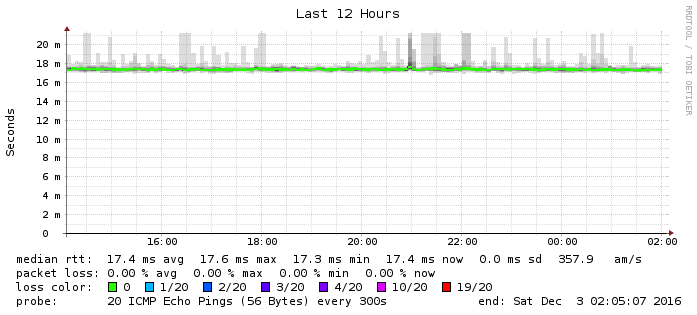 Last 12 Hours
RRDTOOL / TOBI OETIKER
Seconds
20 m
18 m
16 m
14 m
12 m
10 m
8 m
6 m
4 m
2 m
0
16:00 18:00 20:00 22:00 00:00 02:00
median rtt: 17.4 ms avg 17.6 ms max 17.3 ms min 17.4 ms now 0.0 ms sd 357.9 am/s
packet loss: 0.00 % avg 0.00 % max 0.00 % min 0.00 % now
loss color: 0 1/20 2/20 3/20 4/20 10/20 19/20
probe: 20 ICMP Echo Pings (56 Bytes) every 300s end: Sat Dec 3 02:05:07 2016